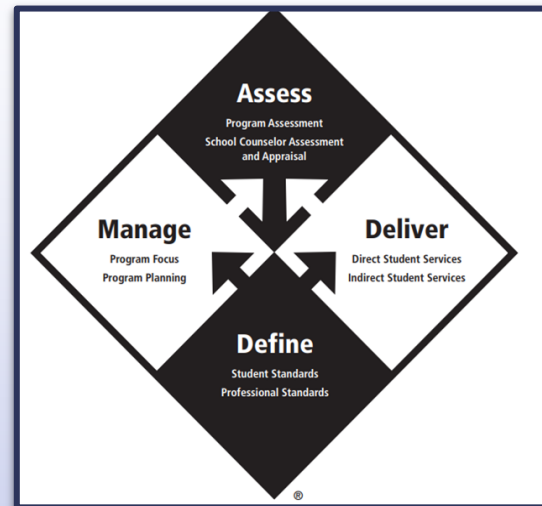 Assess
Program Assessment
School Counselor Assessment
and Appraisal
Manage
Program Focus
Program Planning
Deliver
Direct Student Services
Indirect Student Services
Define
Student Standards
Professional Standards
®